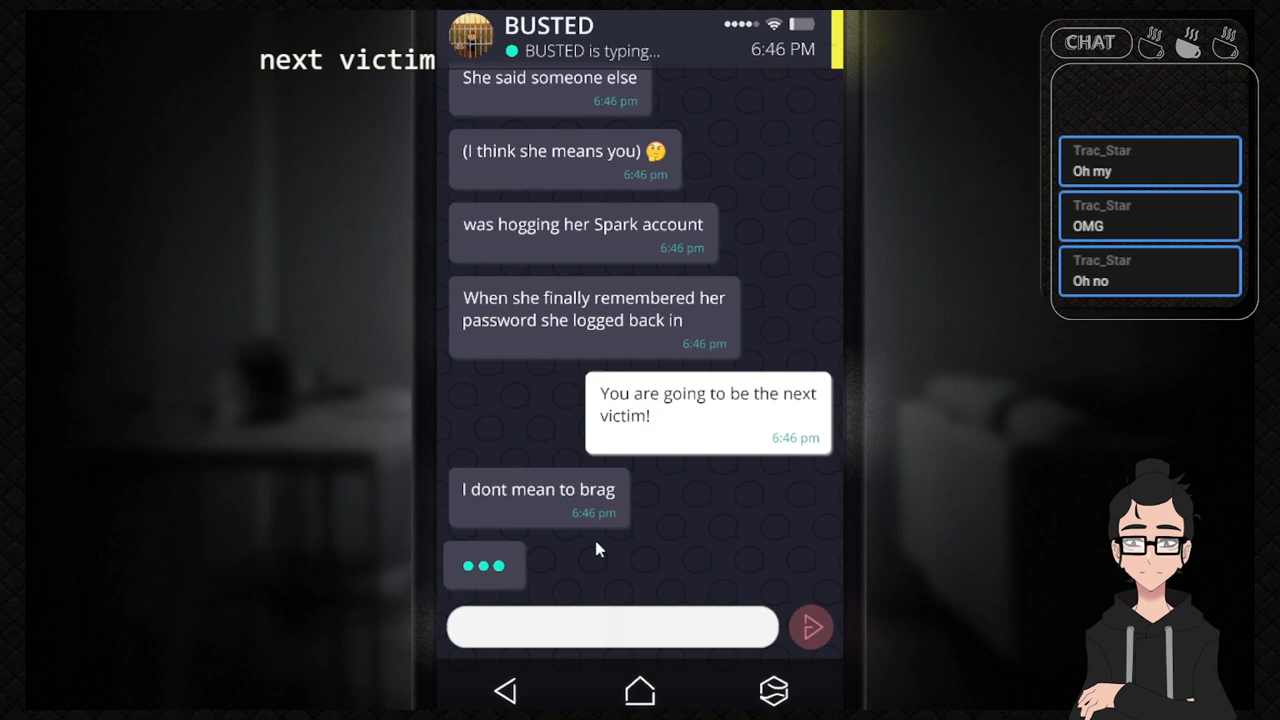 next victim
BUSTED
BUSTED is typing...
6:46 PM
She said someone else
6:46 pm
(I think she means you) 🤔
6:46 pm
was hogging her Spark account
6:46 pm
When she finally remembered her
password she logged back in
6:46 pm
You are going to be the next
victim!
6:46 pm
I dont mean to brag
6:46 pm
CHAT
Trac_Star
Oh my
Trac_Star
OMG
Trac_Star
Oh no